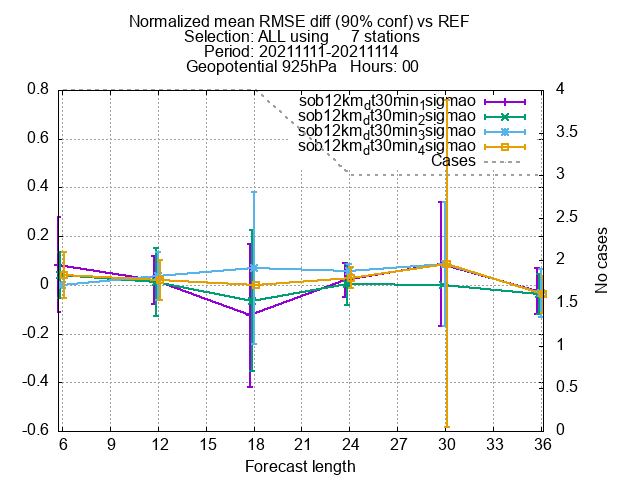 Normalized mean RMSE diff (90% conf) vs REF
Selection: ALL using 7 stations
Period: 20211111-20211114
Geopotential 925hPa Hours: 00
sob12km_dt30min_1sigmao
sob12km_dt30min_2sigmao
sob12km_dt30min_3sigmao
sob12km_dt30min_4sigmao
Cases
0.8
0.6
0.4
0.2
0
-0.2
-0.4
-0.6
4
3.5
3
2.5
2
1.5
1
0.5
0
No cases
6 9 12 15 18 21 24 27 30 33 36
Forecast length